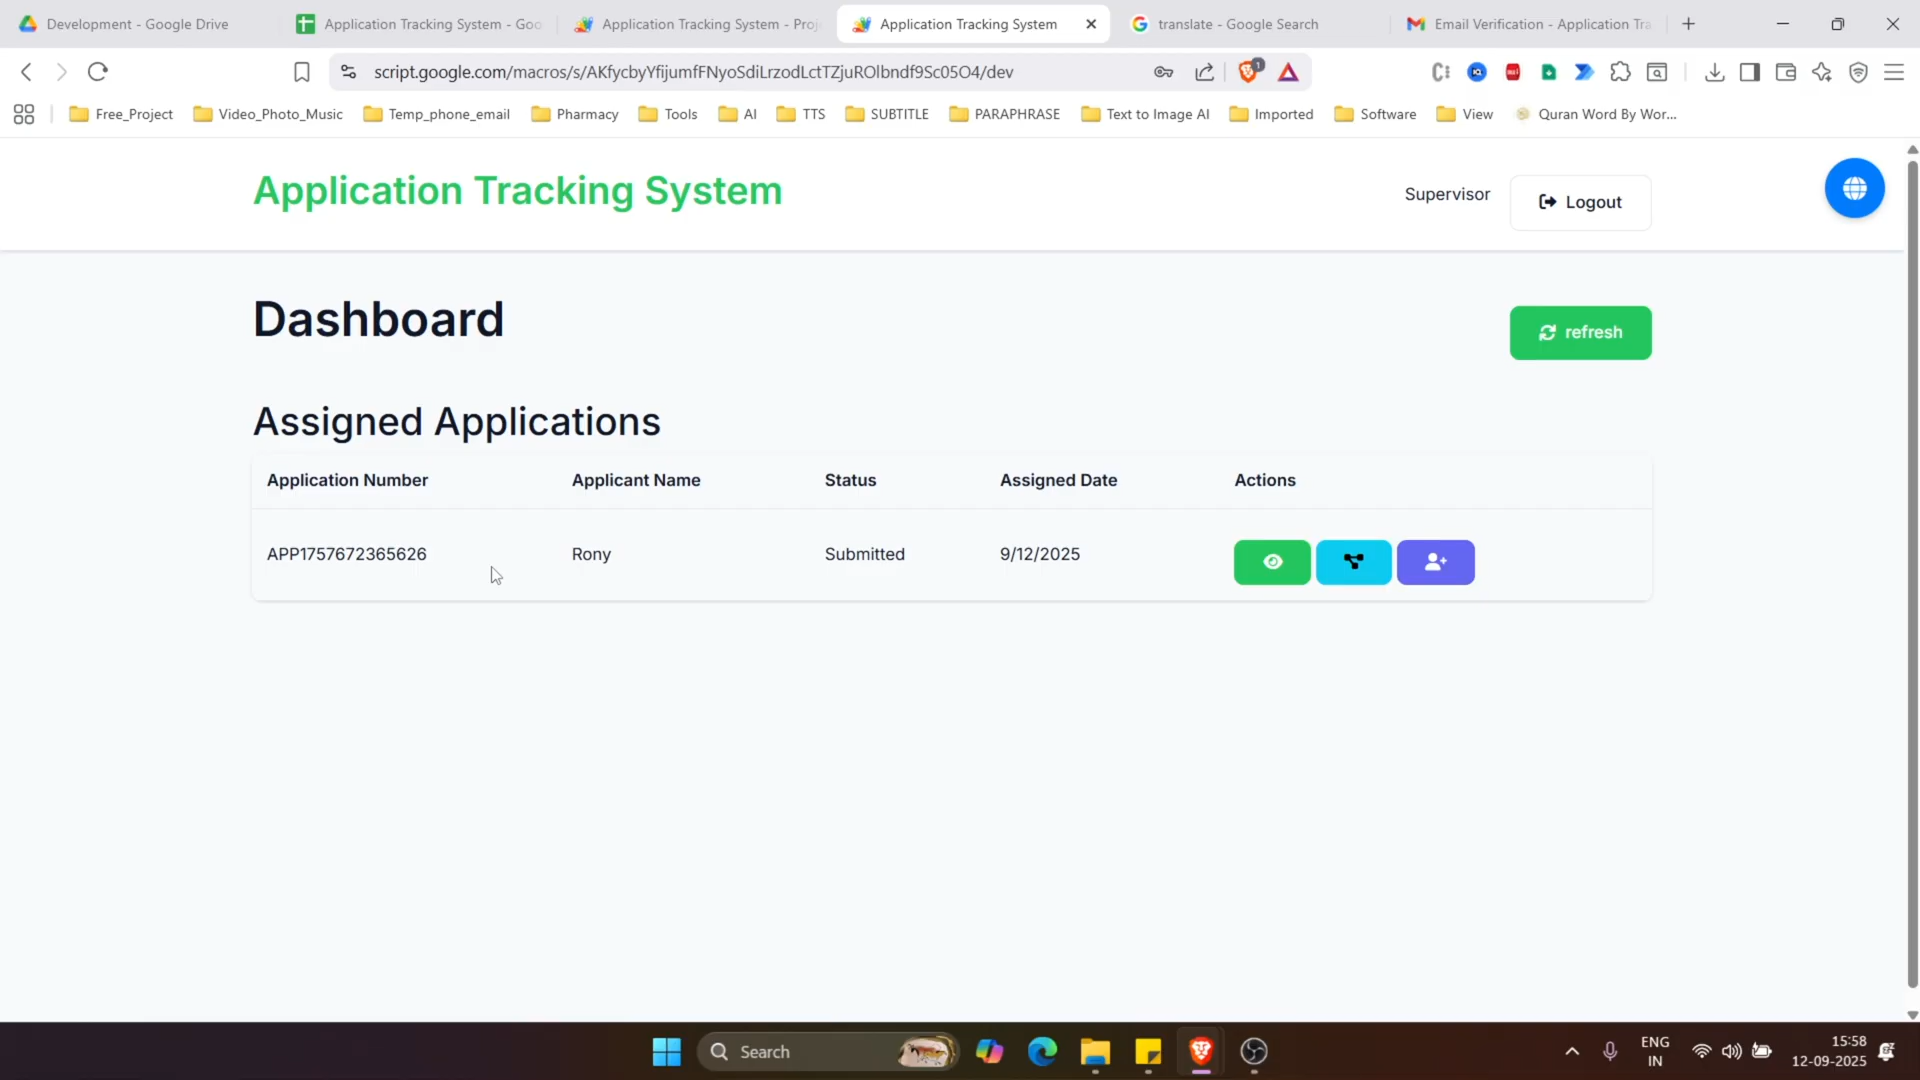 Development - Google Drive
Application Tracking System - Goo
Application Tracking System - Proj
Application Tracking System
translate - Google Search
Email Verification - Application Tra
script.google.com/macros/s/AKfycbyYfijumfFNyoSdiLrzodLctTZjuROlbndf9Sc05O4/dev
1
Free_Project
Video_Photo_Music
Temp_phone_email
Pharmacy
Tools
AI
TTS
SUBTITLE
PARAPHRASE
Text to Image AI
Imported
Software
View
Quran Word By Wor...
Application Tracking System
Supervisor
Logout
Dashboard
refresh
Assigned Applications
Application Number Applicant Name Status Assigned Date Actions
APP1757672365626 Rony Submitted 9/12/2025
Search
ENG
IN
15:58
12-09-2025